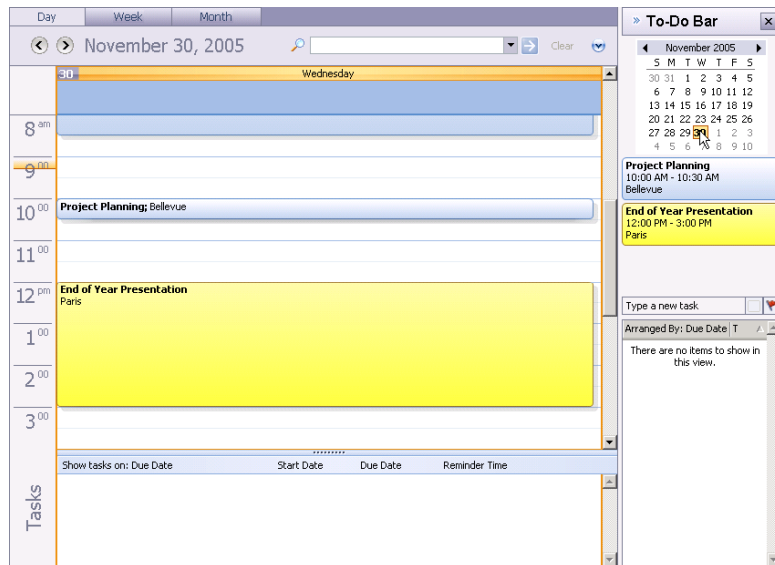 Day Week Month
November 30, 2005 Clear
30 Wednesday
8 am
9 00
10 00
Project Planning; Bellevue
11 00
12 pm
End of Year Presentation
Paris
1 00
2 00
3 00
Tasks
Show tasks on: Due Date Start Date Due Date Reminder Time
» To-Do Bar
November 2005
S M T W T F S
30 31 1 2 3 4 5
6 7 8 9 10 11 12
13 14 15 16 17 18 19
20 21 22 23 24 25 26
27 28 29 30 1 2 3
4 5 6 7 8 9 10
Project Planning
10:00 AM - 10:30 AM
Bellevue
End of Year Presentation
12:00 PM - 3:00 PM
Paris
Type a new task
Arranged By: Due Date T
There are no items to show in
this view.